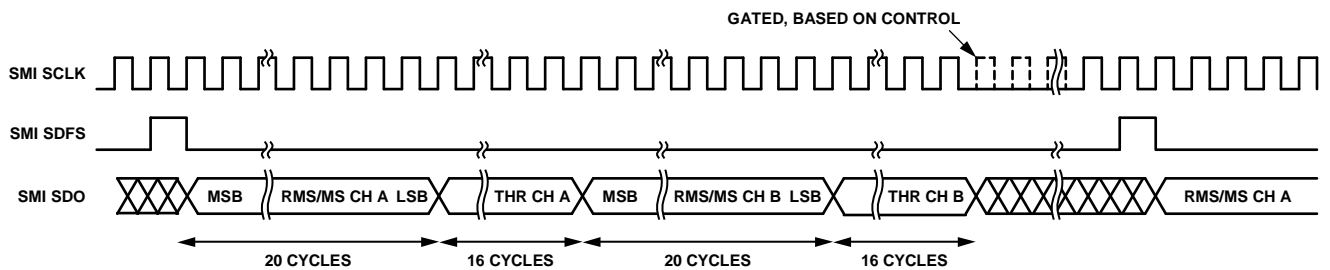 GATED, BASED ON CONTROL
SMI SCLK
SMI SDFS
SMI SDO
MSB
RMS/MS CH A LSB
THR CH A
MSB
RMS/MS CH B LSB
THR CH B
RMS/MS CH A
20 CYCLES
16 CYCLES
20 CYCLES
16 CYCLES